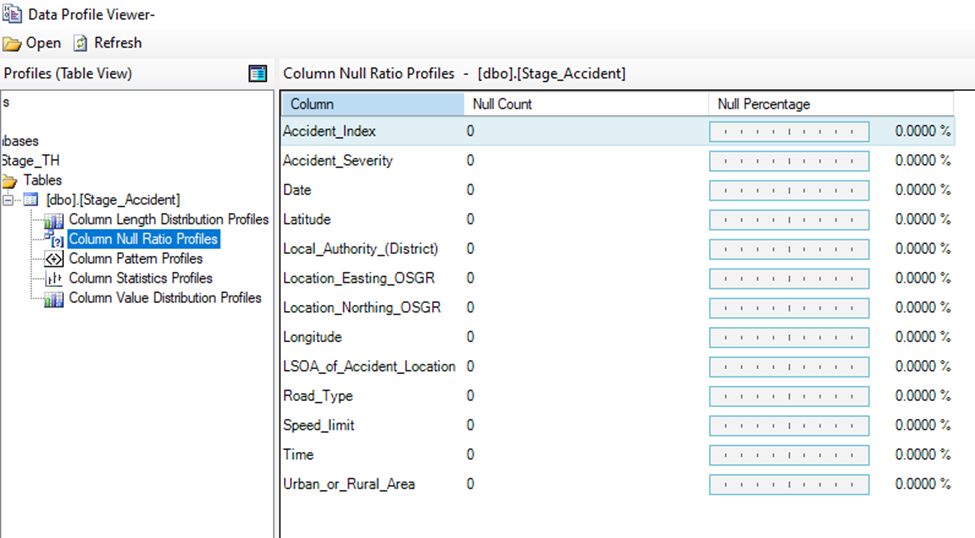 Data Profile Viewer-
Open Refresh
Profiles (Table View)
s
abases
Stage_TH
Tables
[dbo].[Stage_Accident]
Column Length Distribution Profiles
Column Null Ratio Profiles
Column Pattern Profiles
Column Statistics Profiles
Column Value Distribution Profiles
Column Null Ratio Profiles - [dbo].[Stage_Accident]
Column Null Count Null Percentage
Accident_Index 0 0.0000 %
Accident_Severity 0 0.0000 %
Date 0 0.0000 %
Latitude 0 0.0000 %
Local_Authority_(District) 0 0.0000 %
Location_Easting_OSGR 0 0.0000 %
Location_Northing_OSGR 0 0.0000 %
Longitude 0 0.0000 %
LSOA_of_Accident_Location 0 0.0000 %
Road_Type 0 0.0000 %
Speed_limit 0 0.0000 %
Time 0 0.0000 %
Urban_or_Rural_Area 0 0.0000 %